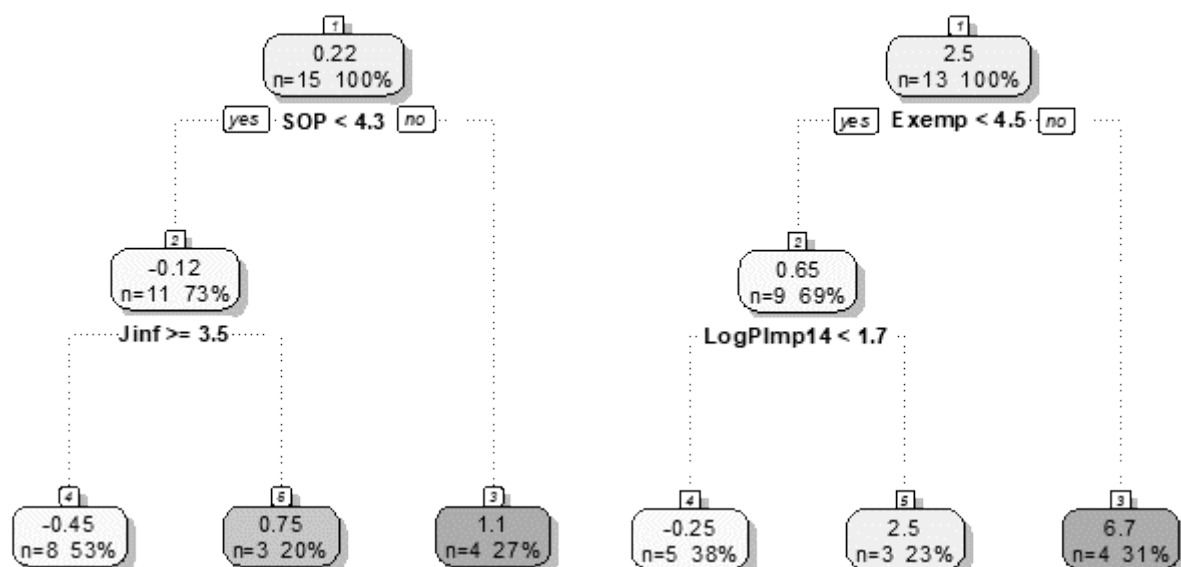 1
0.22
n=15 100%
yes SOP < 4.3 no
2
-0.12
n=11 73%
Jinf >= 3.5
4
-0.45
n=8 53%
5
0.75
n=3 20%
3
1.1
n=4 27%
1
2.5
n=13 100%
yes Exemp < 4.5 no
2
0.65
n=9 69%
LogPImp14 < 1.7
4
-0.25
n=5 38%
5
2.5
n=3 23%
3
6.7
n=4 31%